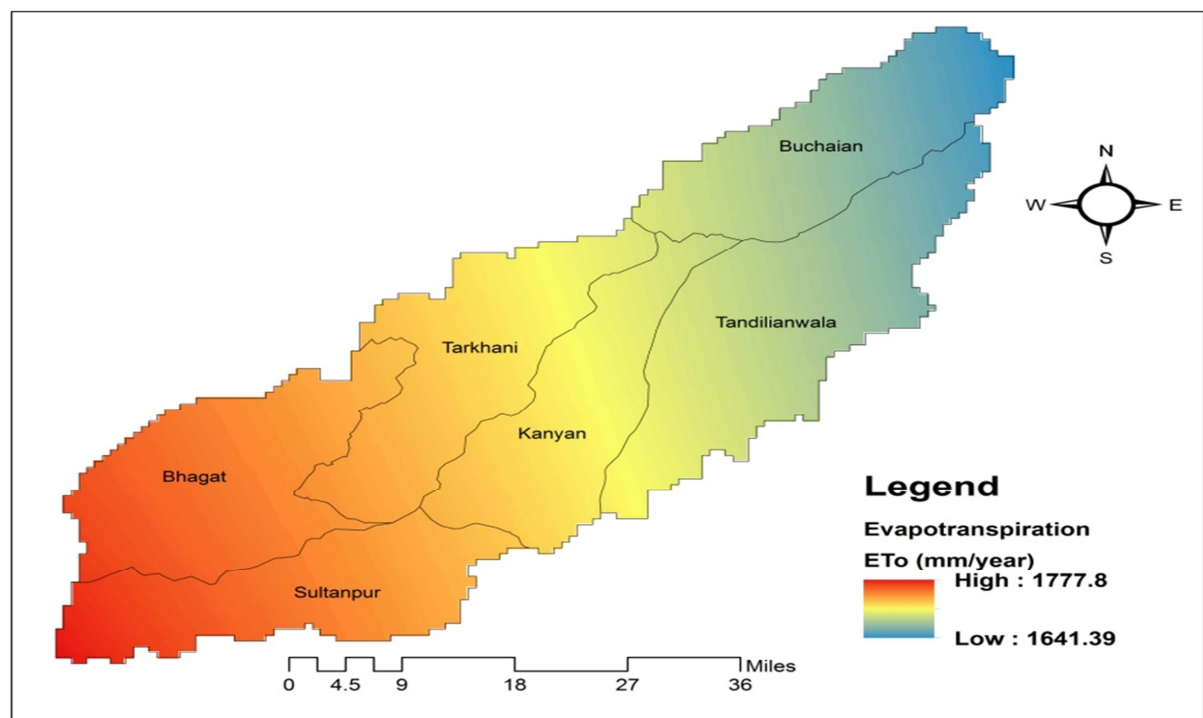 Buchaian
N
W
E
S
Tandilianwala
Tarkhani
Kanyan
Bhagat
Sultanpur
Legend
Evapotranspiration
ETo (mm/year)
High : 1777.8
Low : 1641.39
Miles
0 4.5 9 18 27 36